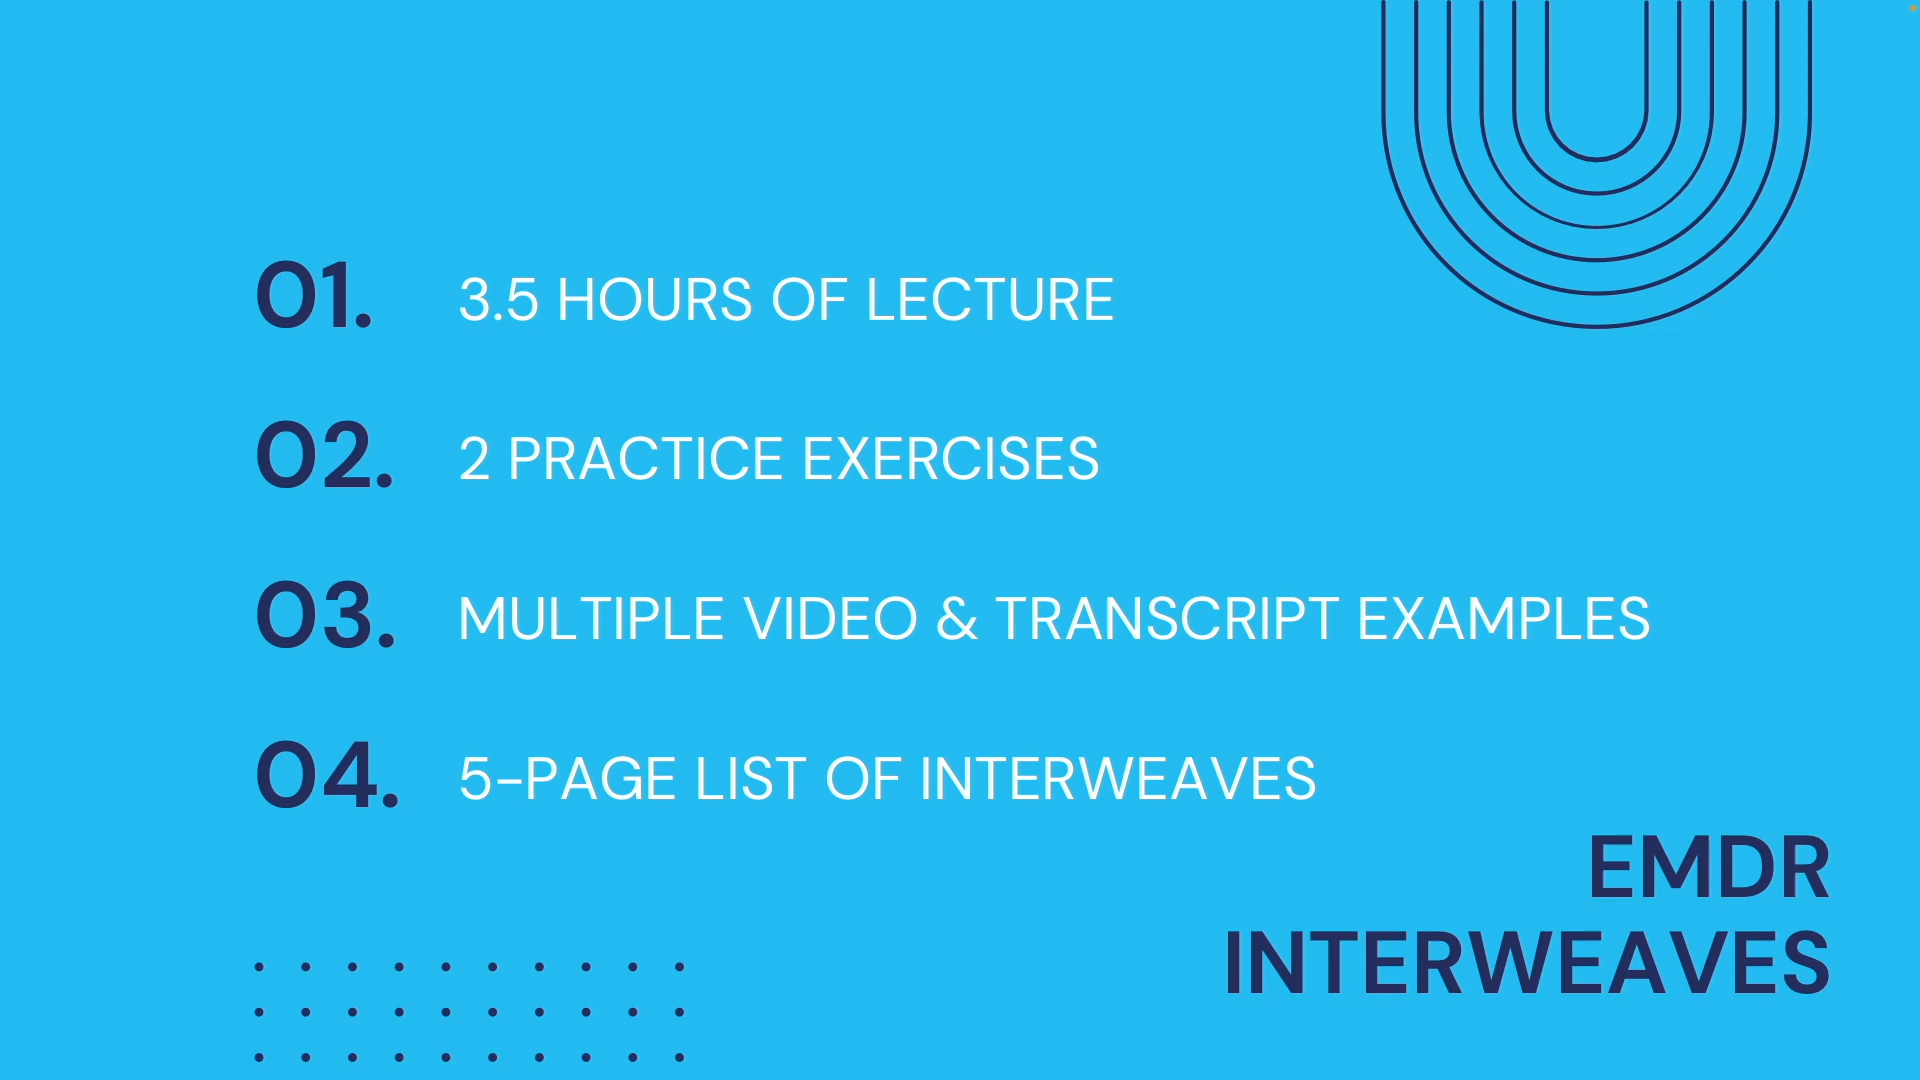 01. 3.5 HOURS OF LECTURE
02. 2 PRACTICE EXERCISES
03. MULTIPLE VIDEO & TRANSCRIPT EXAMPLES
04. 5-PAGE LIST OF INTERWEAVES
EMDR
INTERWEAVES